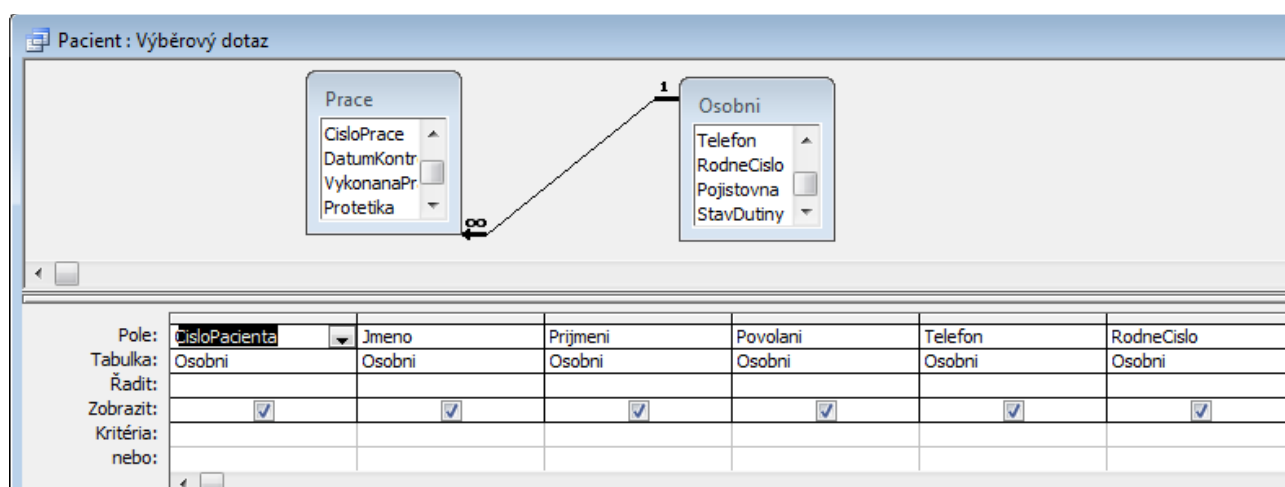 Pacient : Výběrový dotaz
Prace
CisloPrace
DatumKontr
VykonanaPr
Protetika
1
∞
Osobni
Telefon
RodneCislo
Pojistovna
StavDutiny
Pole: CisloPacienta Jmeno Prijmeni Povolani Telefon RodneCislo
Tabulka: Osobni Osobni Osobni Osobni Osobni Osobni
Řadit:
Zobrazit:
Kritéria:
nebo: